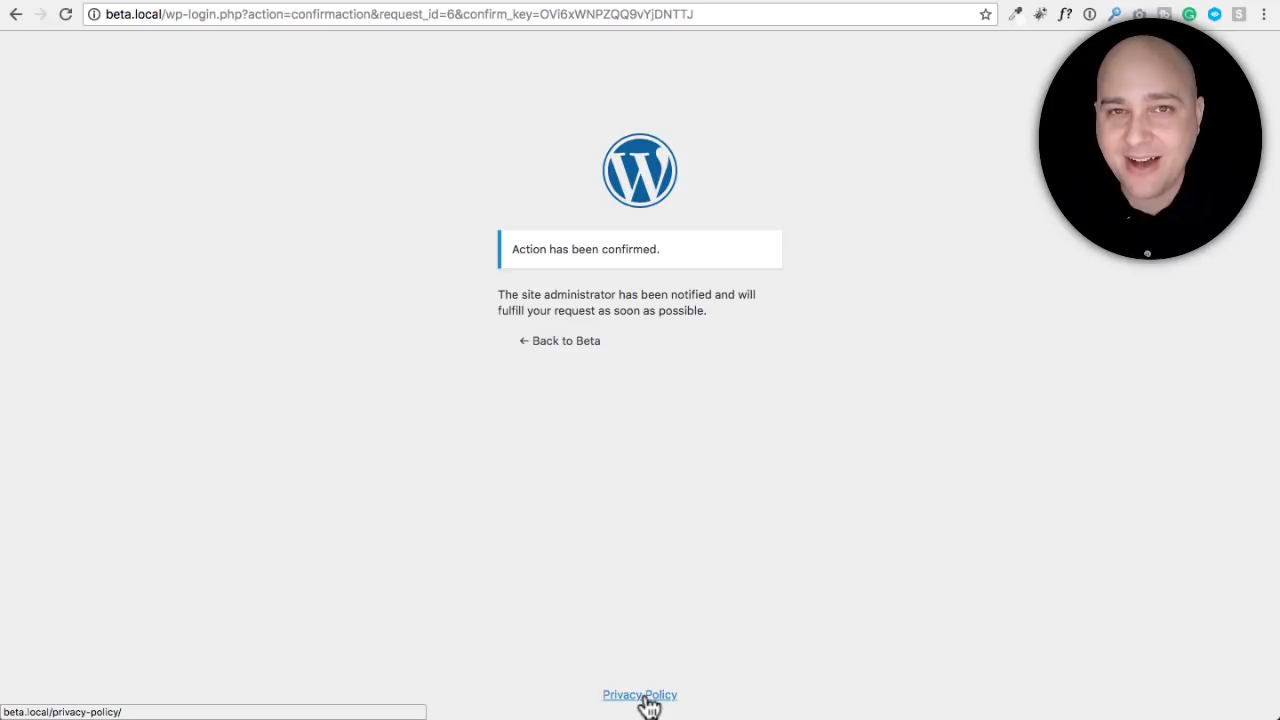 beta.local/wp-login.php?action=confirmaction&request_id=6&confirm_key=OVi6xWNPZQQ9vYjDNTTJ
f?
S
W
Action has been confirmed.
The site administrator has been notified and will
fulfill your request as soon as possible.
← Back to Beta
Privacy Policy
beta.local/privacy-policy/